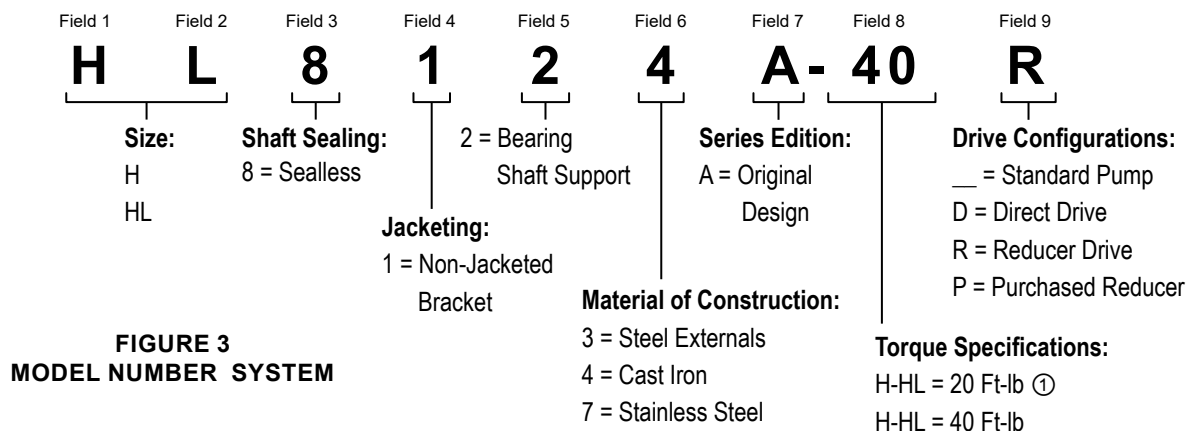 Field 1 Field 2 Field 3 Field 4 Field 5 Field 6 Field 7 Field 8 Field 9
H L 8 1 2 4 A - 40 R
Size:
H
HL
Shaft Sealing:
8 = Sealless
Jacketing:
1 = Non-Jacketed
Bracket
2 = Bearing
Shaft Support
Material of Construction:
3 = Steel Externals
4 = Cast Iron
7 = Stainless Steel
Series Edition:
A = Original
Design
Torque Specifications:
H-HL = 20 Ft-lb ①
H-HL = 40 Ft-lb
Drive Configurations:
__ = Standard Pump
D = Direct Drive
R = Reducer Drive
P = Purchased Reducer
FIGURE 3
MODEL NUMBER SYSTEM